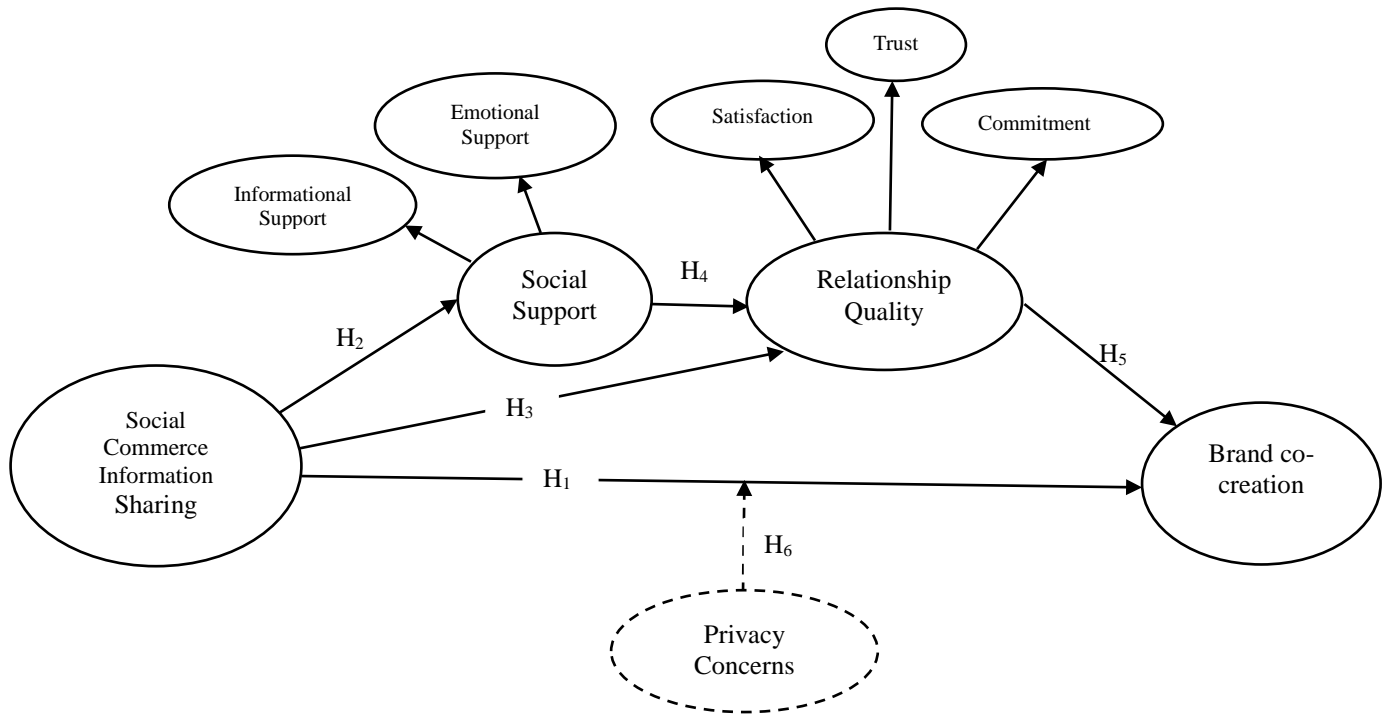 Trust
Emotional
Support
Satisfaction
Commitment
Informational
Support
Social
Support
H4
Relationship
Quality
H2
H5
Social
Commerce
Information
Sharing
H3
H1
Brand co-
creation
H6
Privacy
Concerns